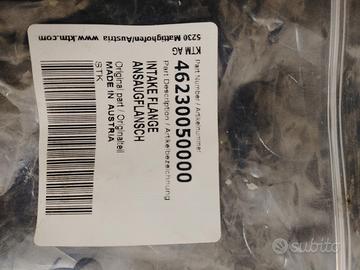 KTM AG
5230 Mattighofen/Austria www.ktm.com
Part Number / Artikelnummer
46230050000
Part Description / Artikelbezeichnung
INTAKE FLANGE
ANSAUGFLANSCH
Original part / Originalteil
MADE IN AUSTRIA
1STK
subito